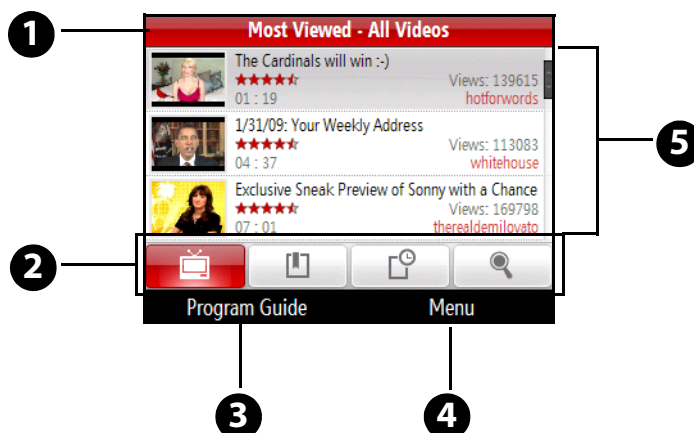 1
Most Viewed - All Videos
The Cardinals will win :-)
Views: 139615
01 : 19
hotforwords
1/31/09: Your Weekly Address
Views: 113083
04 : 37
whitehouse
Exclusive Sneak Preview of Sonny with a Chance
Views: 169798
07 : 01
therealdemilovato
5
2
Program Guide
Menu
3
4